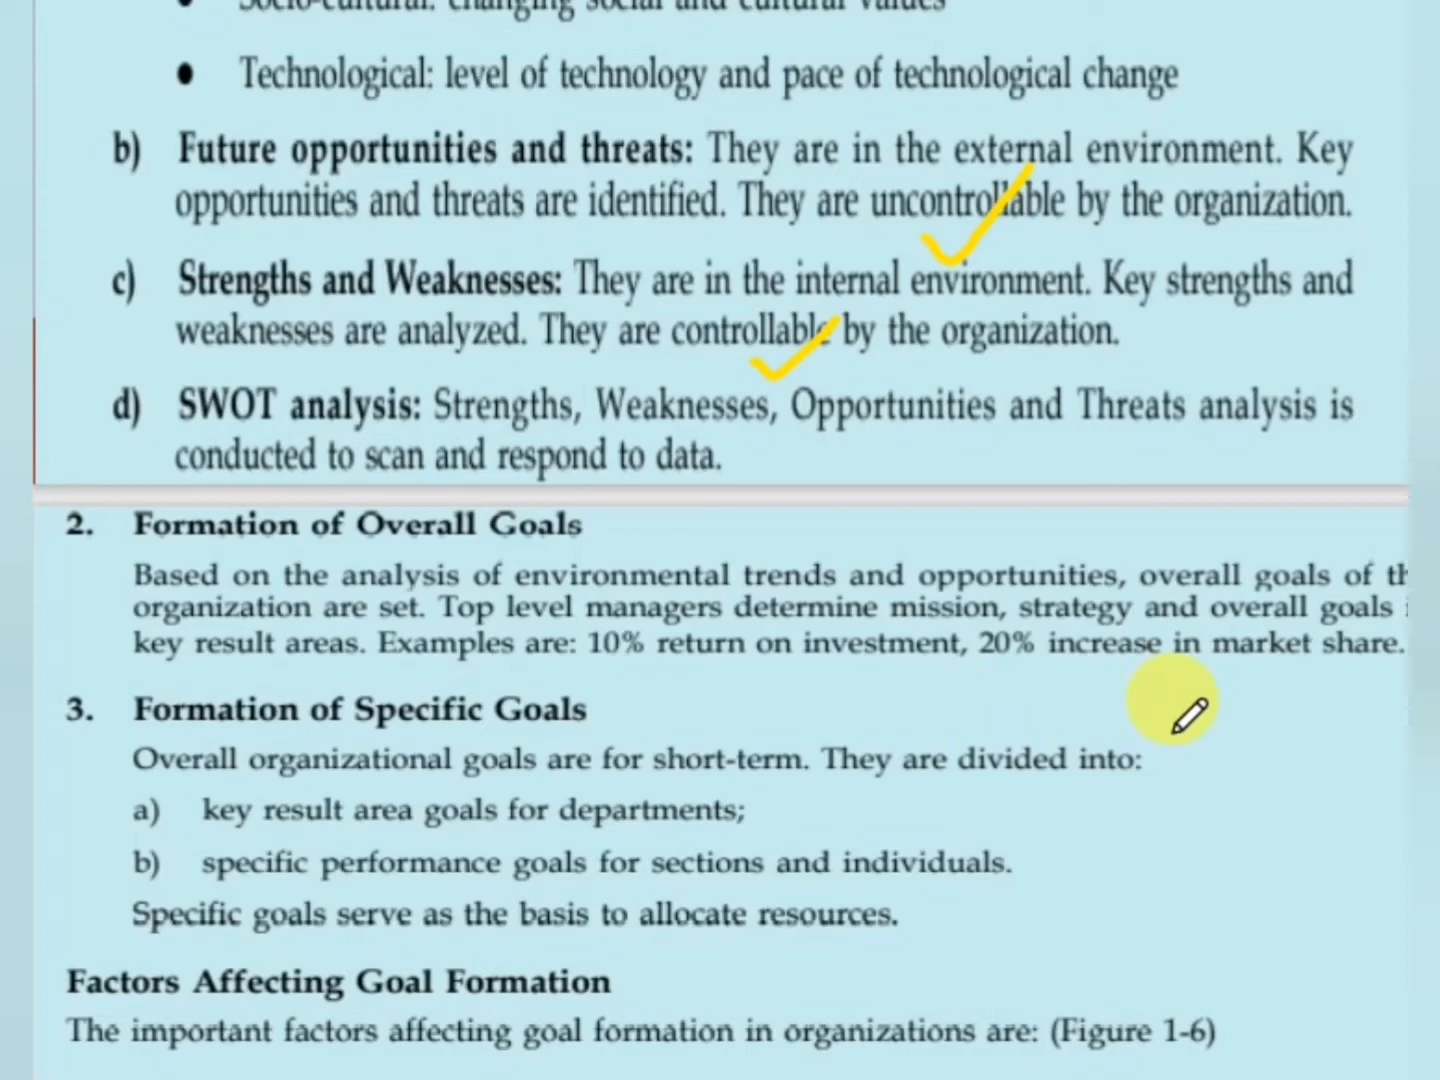 Socio-cultural: changing social and cultural values
• Technological: level of technology and pace of technological change
b) Future opportunities and threats: They are in the external environment. Key
opportunities and threats are identified. They are uncontrollable by the organization.
c) Strengths and Weaknesses: They are in the internal environment. Key strengths and
weaknesses are analyzed. They are controllable by the organization.
d) SWOT analysis: Strengths, Weaknesses, Opportunities and Threats analysis is
conducted to scan and respond to data.
2. Formation of Overall Goals
Based on the analysis of environmental trends and opportunities, overall goals of
organization are set. Top level managers determine mission, strategy and overall goals
key result areas. Examples are: 10% return on investment, 20% increase in market share.
3. Formation of Specific Goals
Overall organizational goals are for short-term. They are divided into:
a) key result area goals for departments;
b) specific performance goals for sections and individuals.
Specific goals serve as the basis to allocate resources.
Factors Affecting Goal Formation
The important factors affecting goal formation in organizations are: (Figure 1-6)